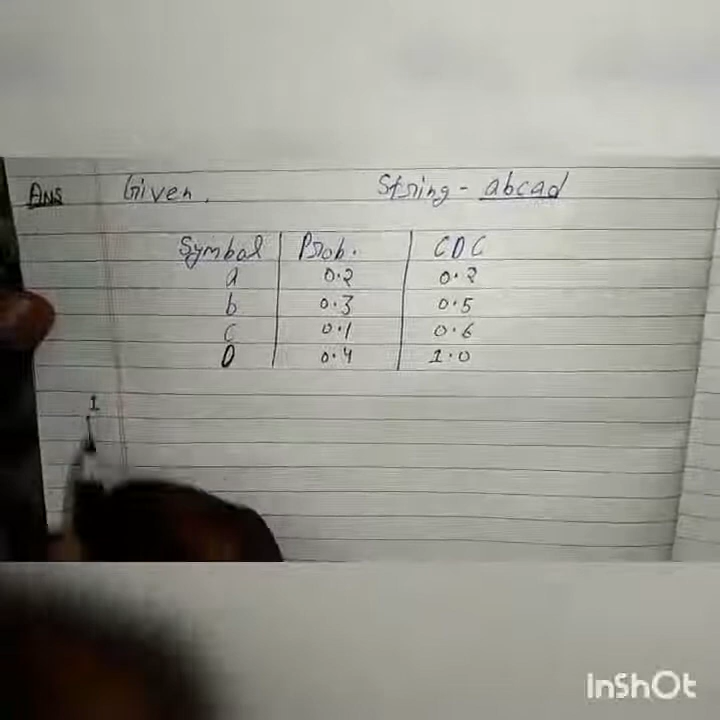 Ans Given. String - abcad
Symbol Prob. CDC
a 0.2 0.2
b 0.3 0.5
c 0.1 0.6
D 0.4 1.0
1
InShOt